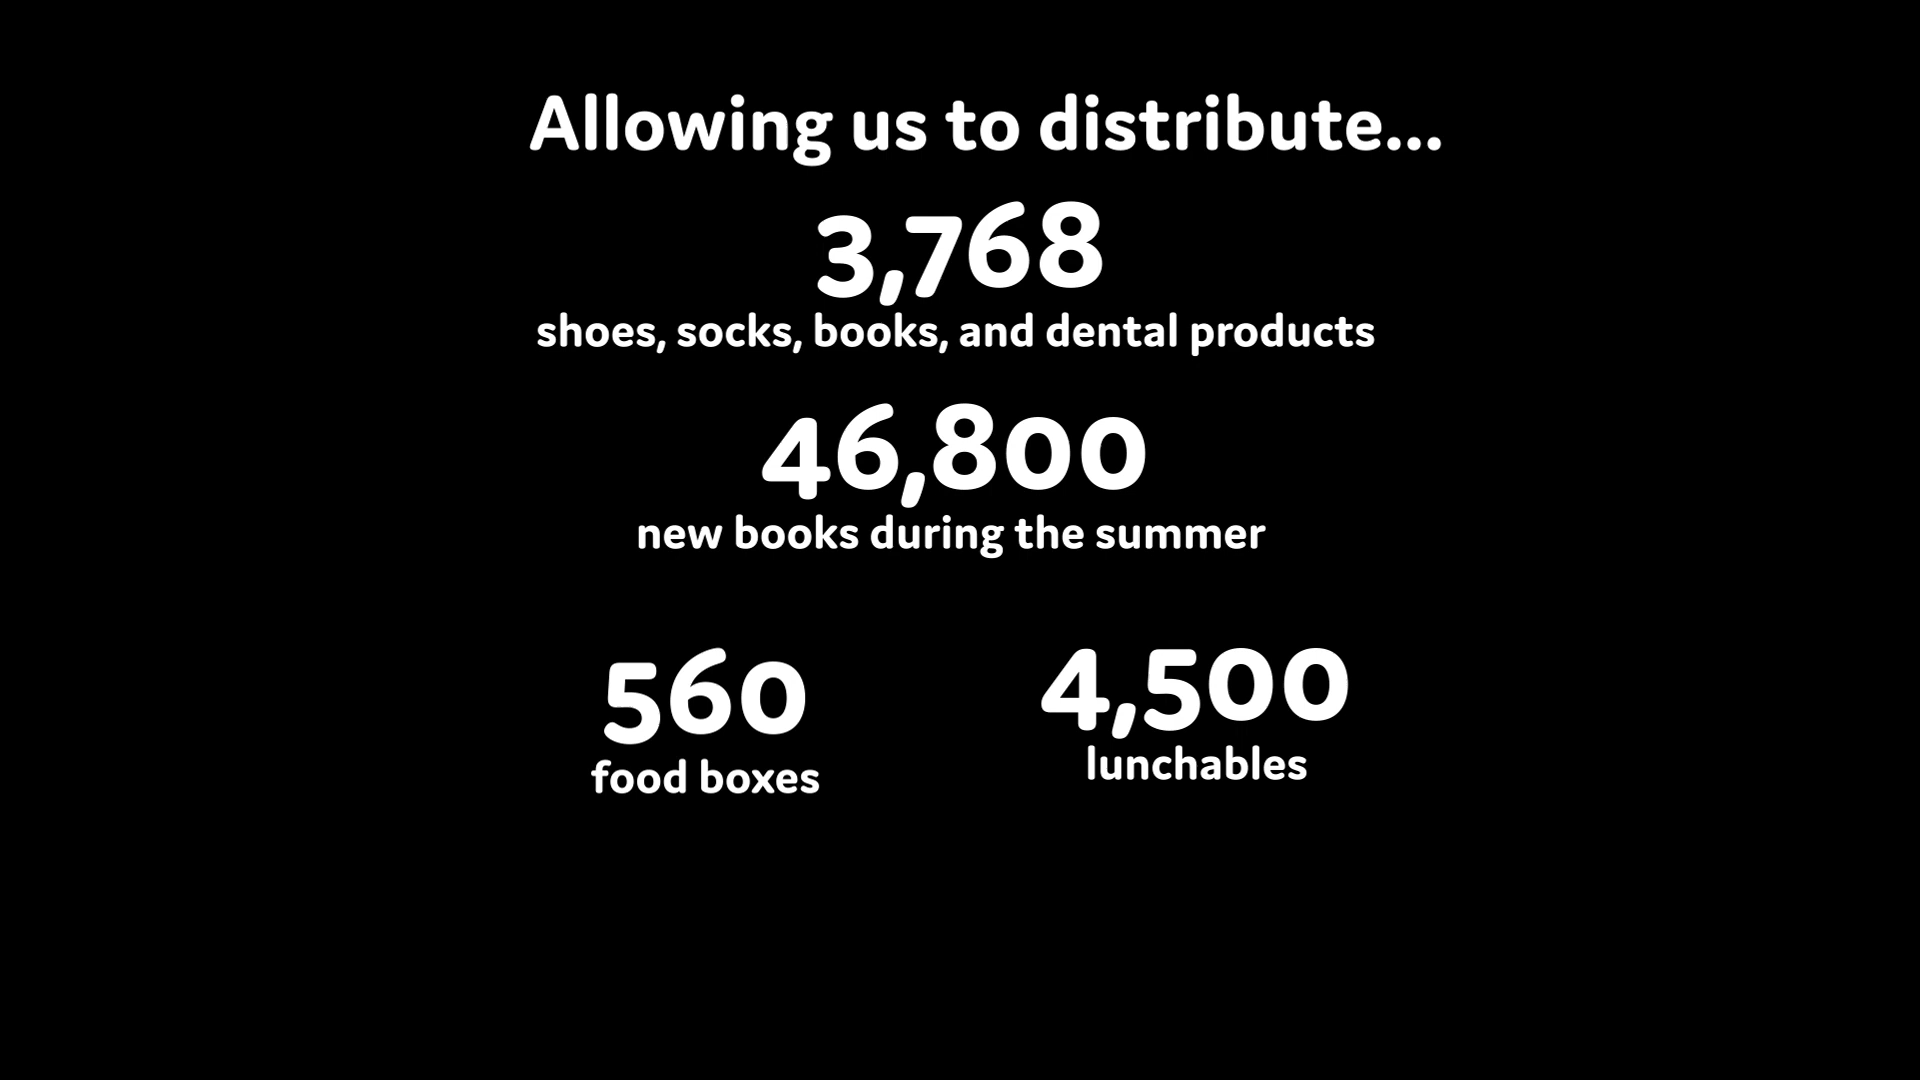 Allowing us to distribute...
3,768
shoes, socks, books, and dental products
46,800
new books during the summer
560
food boxes
4,500
lunchables